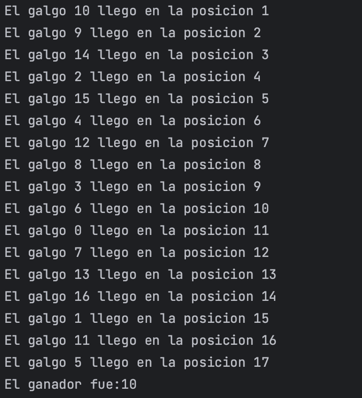 El galgo 10 llego en la posicion 1
El galgo 9 llego en la posicion 2
El galgo 14 llego en la posicion 3
El galgo 2 llego en la posicion 4
El galgo 15 llego en la posicion 5
El galgo 4 llego en la posicion 6
El galgo 12 llego en la posicion 7
El galgo 8 llego en la posicion 8
El galgo 3 llego en la posicion 9
El galgo 6 llego en la posicion 10
El galgo 0 llego en la posicion 11
El galgo 7 llego en la posicion 12
El galgo 13 llego en la posicion 13
El galgo 16 llego en la posicion 14
El galgo 1 llego en la posicion 15
El galgo 11 llego en la posicion 16
El galgo 5 llego en la posicion 17
El ganador fue:10